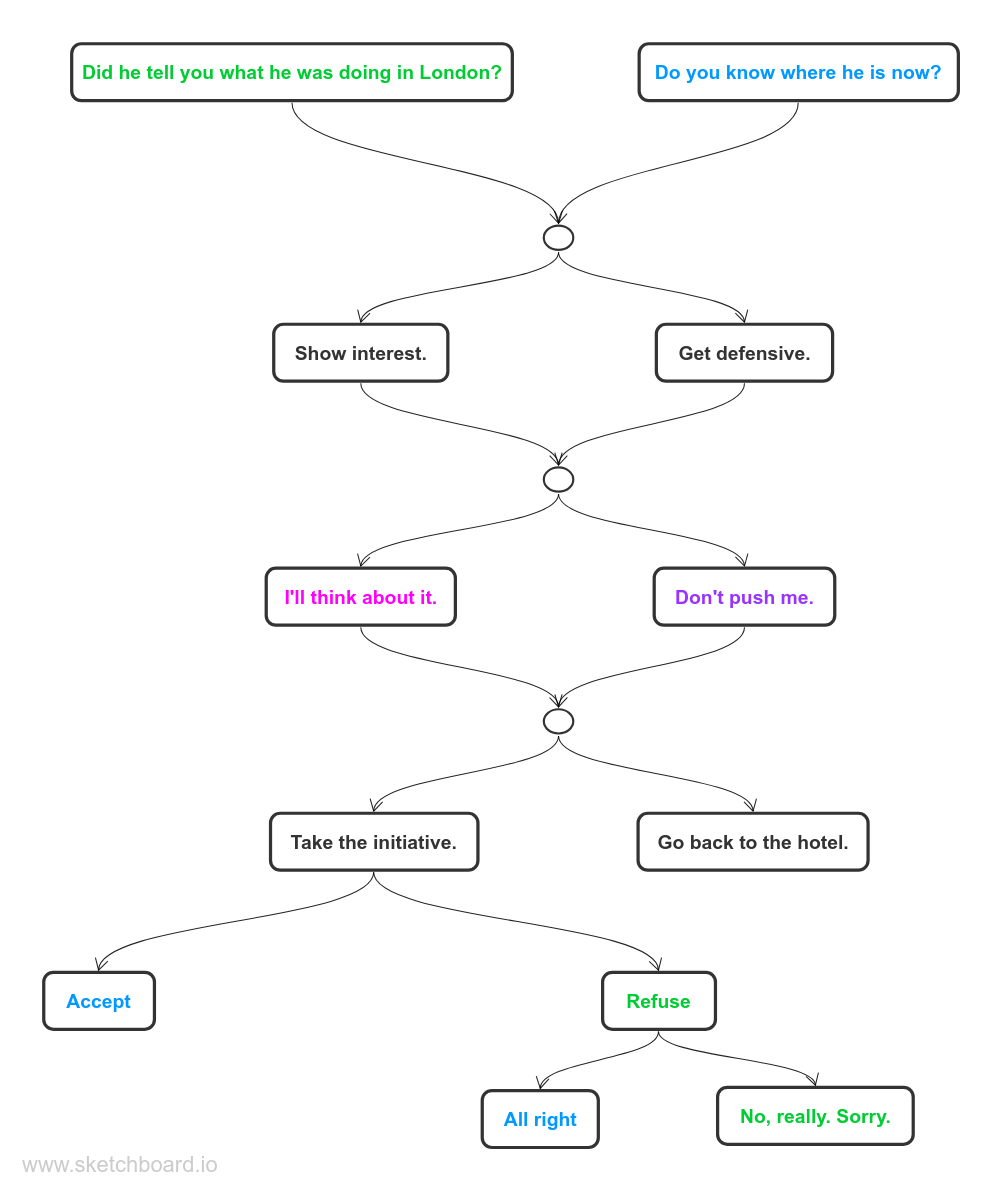 Did he tell you what he was doing in London?
Do you know where he is now?
Show interest.
Get defensive.
I'll think about it.
Don't push me.
Take the initiative.
Go back to the hotel.
Accept
Refuse
All right
No, really. Sorry.
www.sketchboard.io